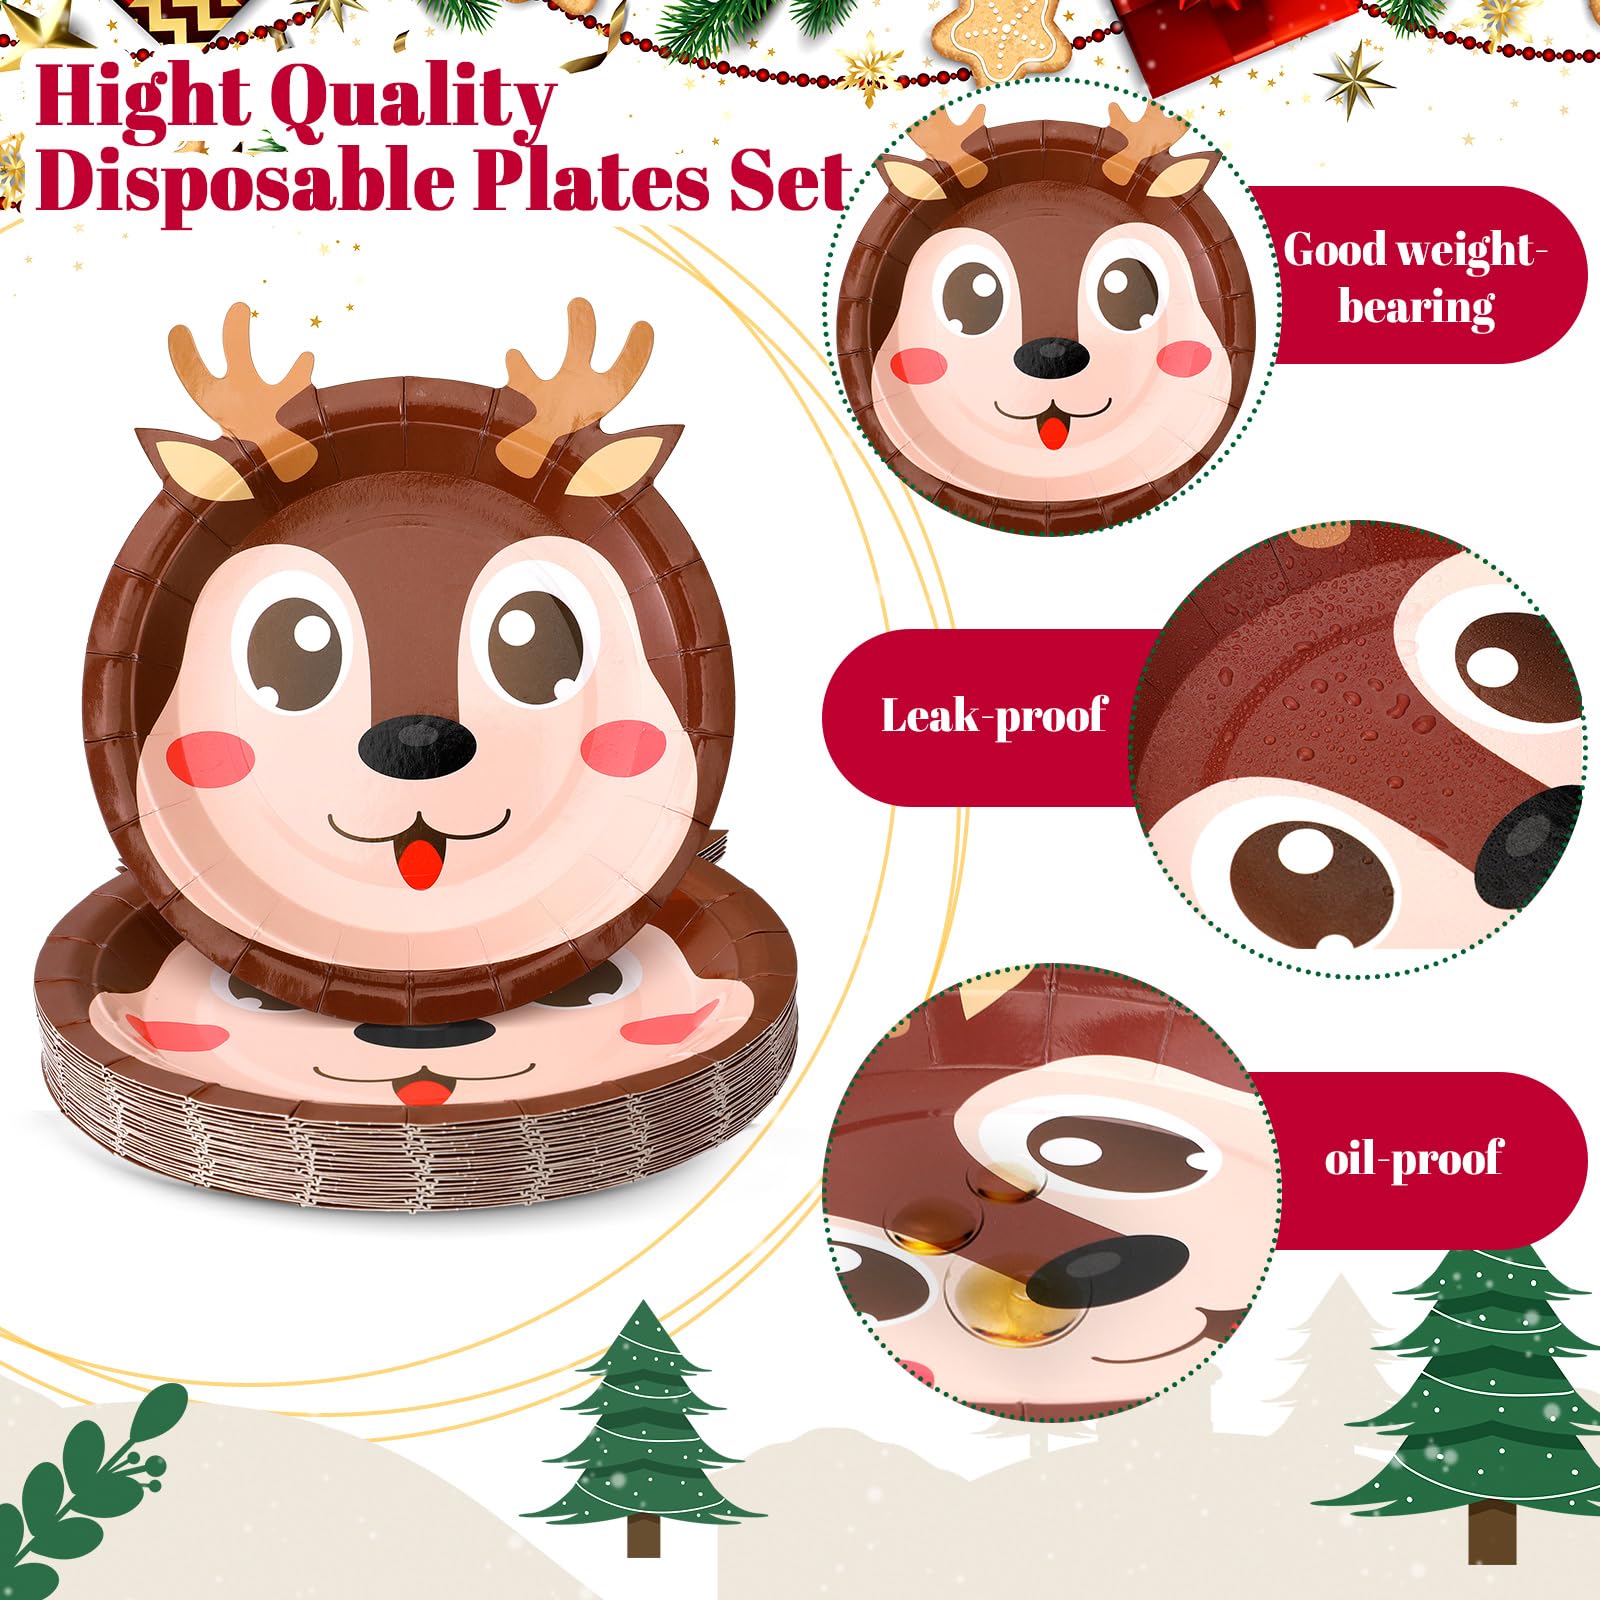 Hight Quality
Disposable Plates Set
Good weight-
bearing
Leak-proof
oil-proof